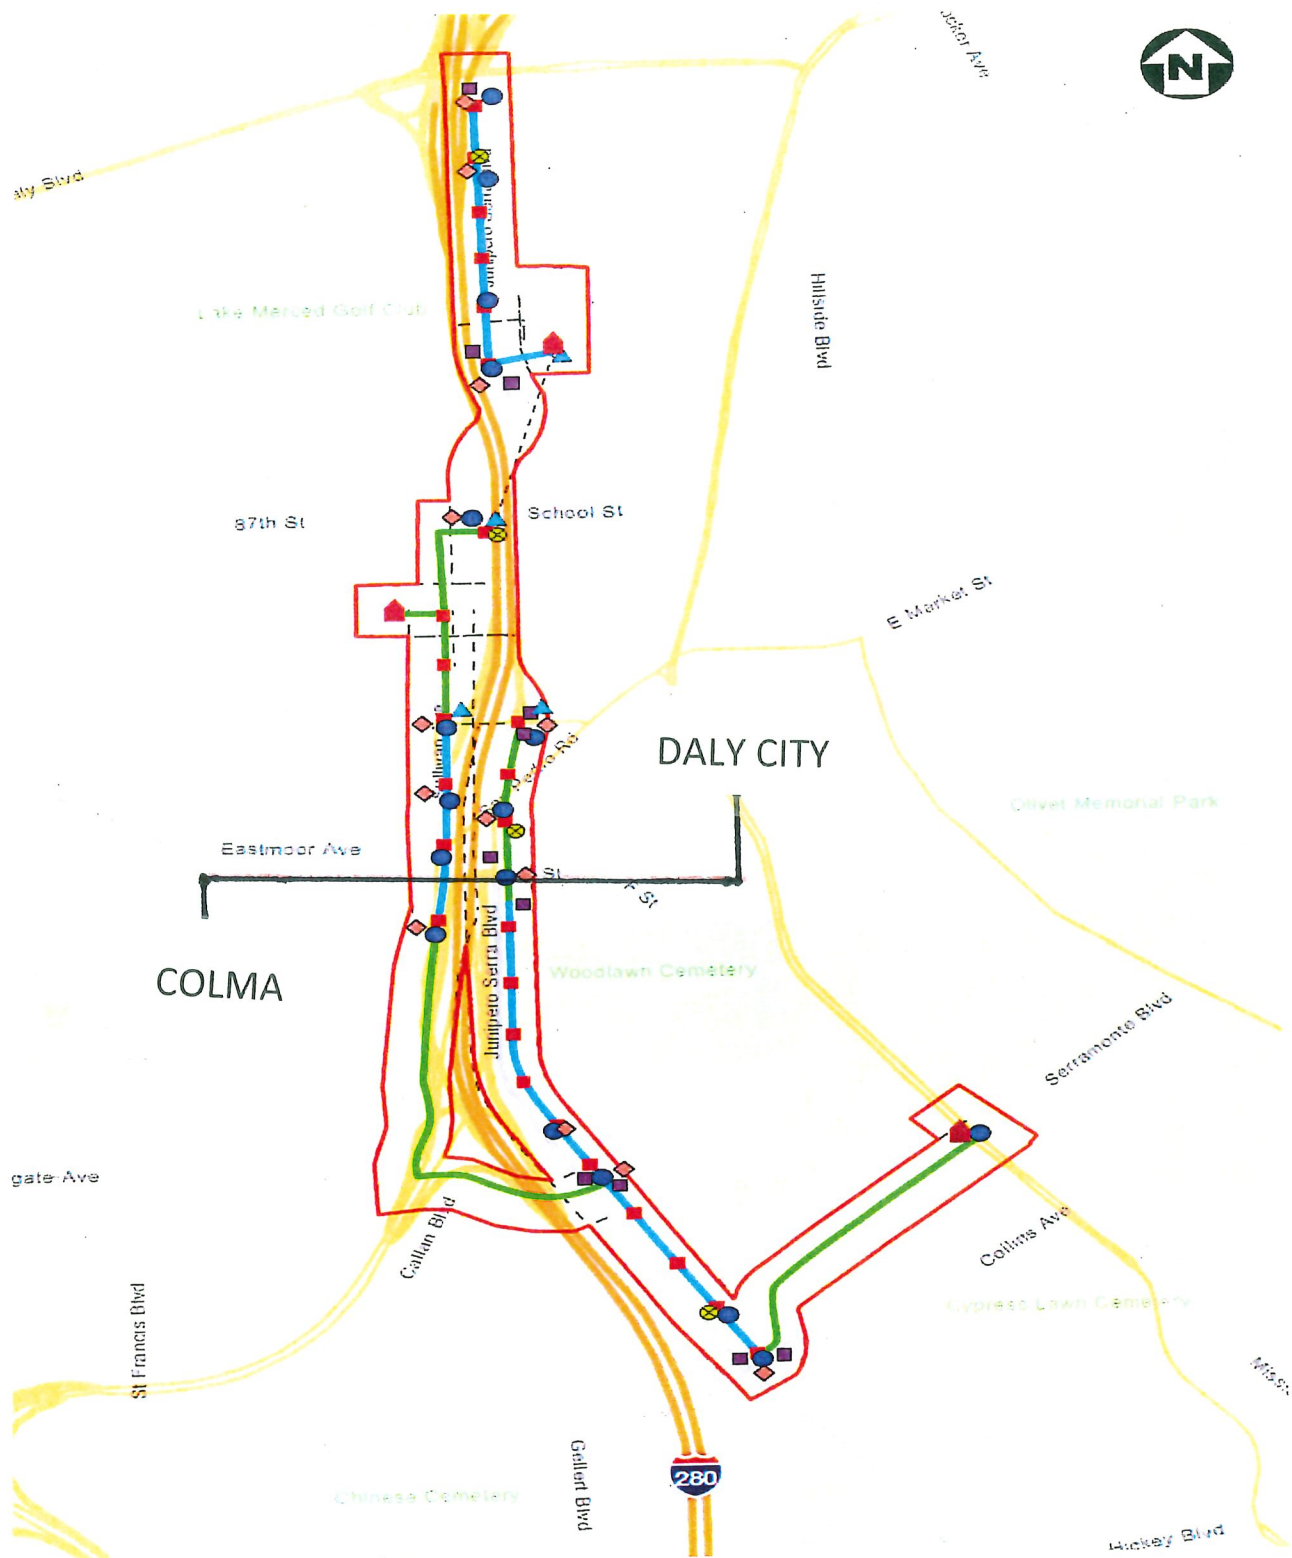 N
Lake Merced Golf Club
Hillside Blvd
87th St
School St
E Market St
DALY CITY
Olivet Memorial Park
Eastmoor Ave
St
F St
COLMA
Junipero Serra Blvd
Woodlawn Cemetery
Serramonte Blvd
gate Ave
Callan Blvd
Collins Ave
Cypress Lawn Cemetery
St Francis Blvd
280
Gellert Blvd
Chinese Cemetery
Hickey Blvd